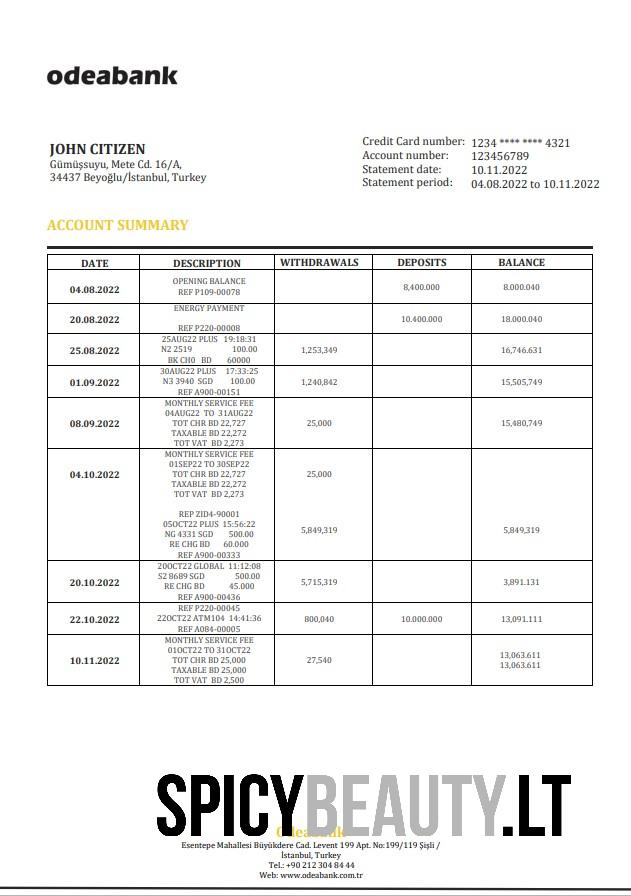 odeabank
JOHN CITIZEN
Gümüşsuyu, Mete Cd. 16/A,
34437 Beyoğlu/İstanbul, Turkey
Credit Card number: 1234 **** **** 4321
Account number: 123456789
Statement date: 10.11.2022
Statement period: 04.08.2022 to 10.11.2022
ACCOUNT SUMMARY
DATE DESCRIPTION WITHDRAWALS DEPOSITS BALANCE
OPENING BALANCE
04.08.2022 8,400.000 8.000.040
REF P109-00078
ENERGY PAYMENT
20.08.2022 10.400.000 18.000.040
REF P220-00008
25AUG22 PLUS 19:18:31
25.08.2022 N2 2519 100.00 1,253,349 16,746.631
BK CH0 BD 60000
30AUG22 PLUS 17:33:25
01.09.2022 N3 3940 SGD 100.00 1,240,842 15,505,749
REF A900-00151
MONTHLY SERVICE FEE
04AUG22 TO 31AUG22
08.09.2022 TOT CHR BD 22,727 25,000 15,480,749
TAXABLE BD 22,272
TOT VAT BD 2,273
MONTHLY SERVICE FEE
01SEP22 TO 30SEP22
04.10.2022 TOT CHR BD 22,727 25,000
TAXABLE BD 22,272
TOT VAT BD 2,273
REP ZID4-90001
05OCT22 PLUS 15:56:22
NG 4331 SGD 500.00 5,849,319 5,849,319
RE CHG BD 60.000
REF A900-00333
20OCT22 GLOBAL 11:12:08
S2 8689 SGD 500.00
20.10.2022 5,715,319 3,891.131
RE CHG BD 45.000
REF A900-00436
REF P220-00045
22.10.2022 22OCT22 ATM104 14:41:36 800,040 10.000.000 13,091.111
REF A084-00005
MONTHLY SERVICE FEE
01OCT22 TO 31OCT22 13,063.611
10.11.2022 TOT CHR BD 25,000 27,540
TAXABLE BD 25,000 13,063.611
TOT VAT BD 2,500
SPICYBEAUTY.LT
Odeabank
Esentepe Mahallesi Büyükdere Cad. Levent 199 Apt. No:199/119 Şişli /
İstanbul, Turkey
Tel.: +90 212 304 84 44
Web: www.odeabank.com.tr